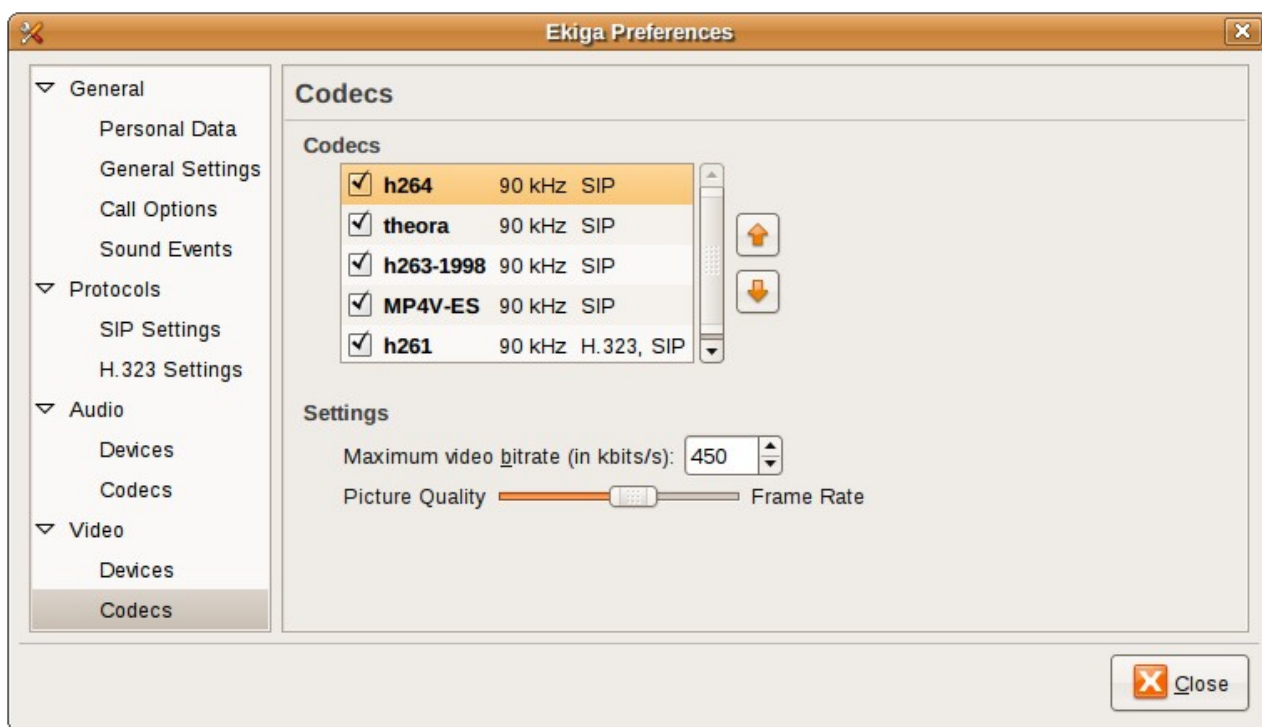 Ekiga Preferences
General
Personal Data
General Settings
Call Options
Sound Events
Protocols
SIP Settings
H.323 Settings
Audio
Devices
Codecs
Video
Devices
Codecs
Codecs
Codecs
h264 90 kHz SIP
theora 90 kHz SIP
h263-1998 90 kHz SIP
MP4V-ES 90 kHz SIP
h261 90 kHz H.323, SIP
Settings
Maximum video bitrate (in kbits/s): 450
Picture Quality Frame Rate
Close